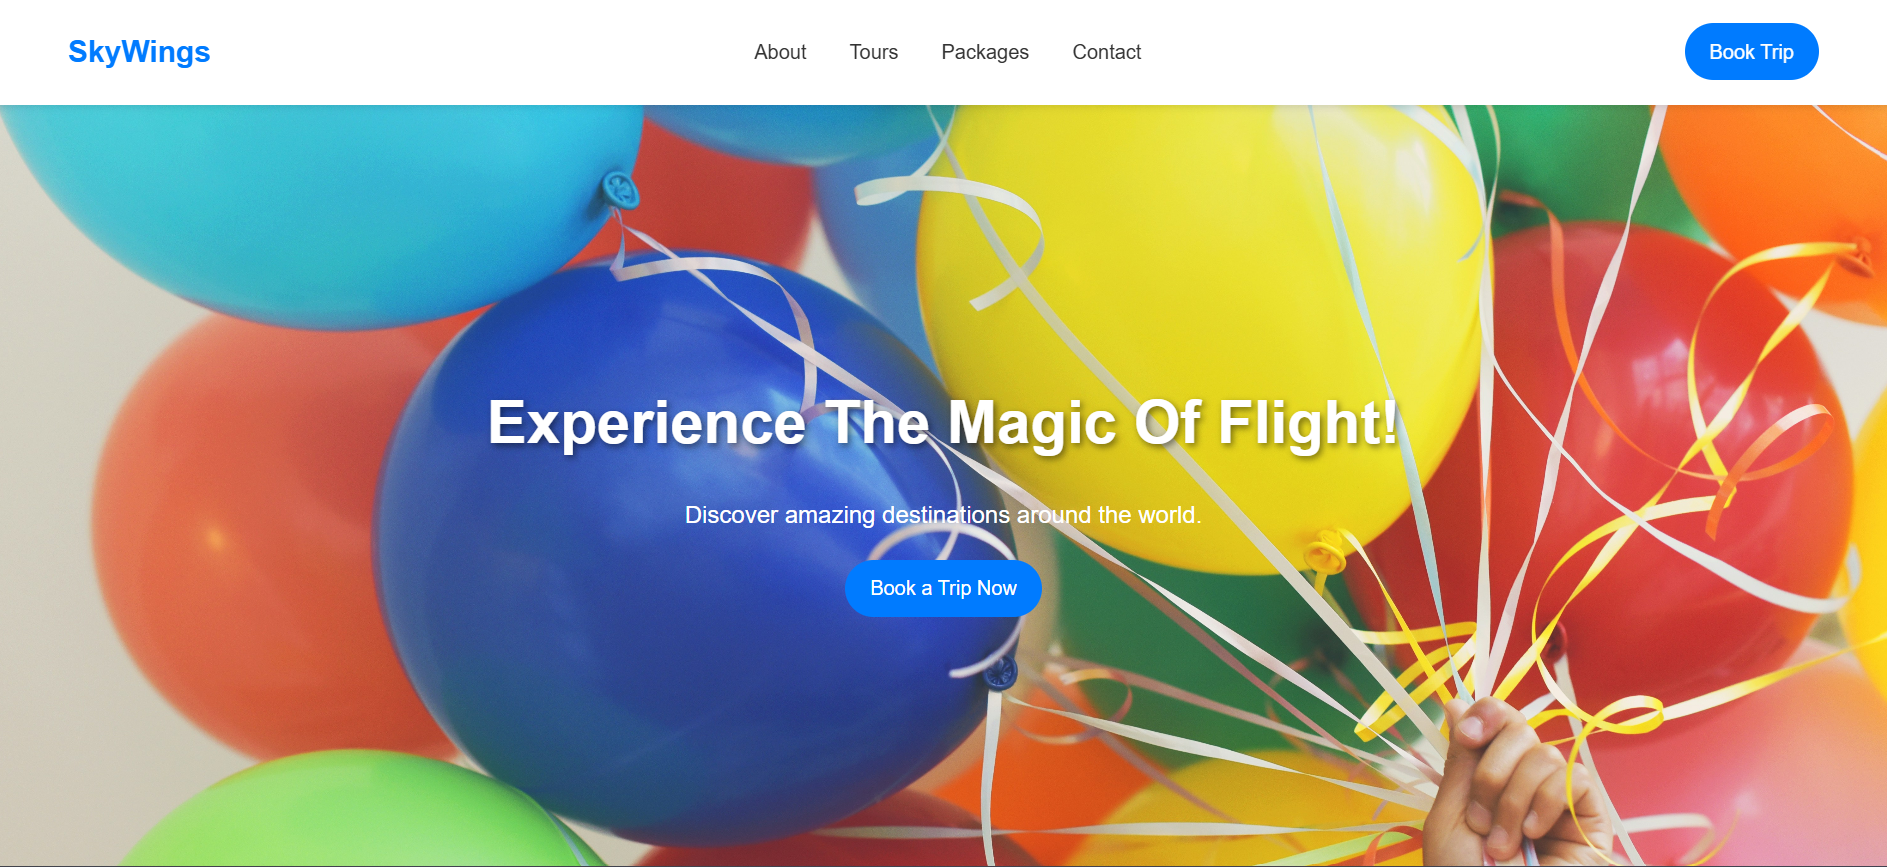 SkyWings
About
Tours
Packages
Contact
Book Trip
Experience The Magic Of Flight!
Discover amazing destinations around the world.
Book a Trip Now